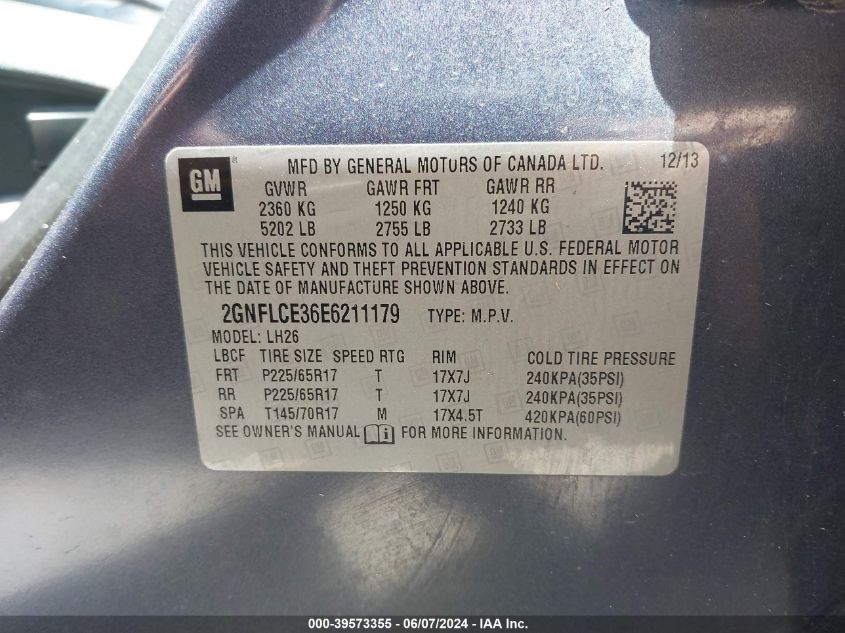 GM ® MFD BY GENERAL MOTORS OF CANADA LTD. 12/13
GVWR GAWR FRT GAWR RR
2360 KG 1250 KG 1240 KG
5202 LB 2755 LB 2733 LB
THIS VEHICLE CONFORMS TO ALL APPLICABLE U.S. FEDERAL MOTOR
VEHICLE SAFETY AND THEFT PREVENTION STANDARDS IN EFFECT ON
THE DATE OF MANUFACTURE SHOWN ABOVE.
2GNFLCE36E6211179 TYPE: M.P.V.
MODEL: LH26
LBCF TIRE SIZE SPEED RTG RIM COLD TIRE PRESSURE
FRT P225/65R17 T 17X7J 240KPA(35PSI)
RR P225/65R17 T 17X7J 240KPA(35PSI)
SPA T145/70R17 M 17X4.5T 420KPA(60PSI)
SEE OWNER'S MANUAL FOR MORE INFORMATION.
000-39573355 - 06/07/2024 - IAA Inc.